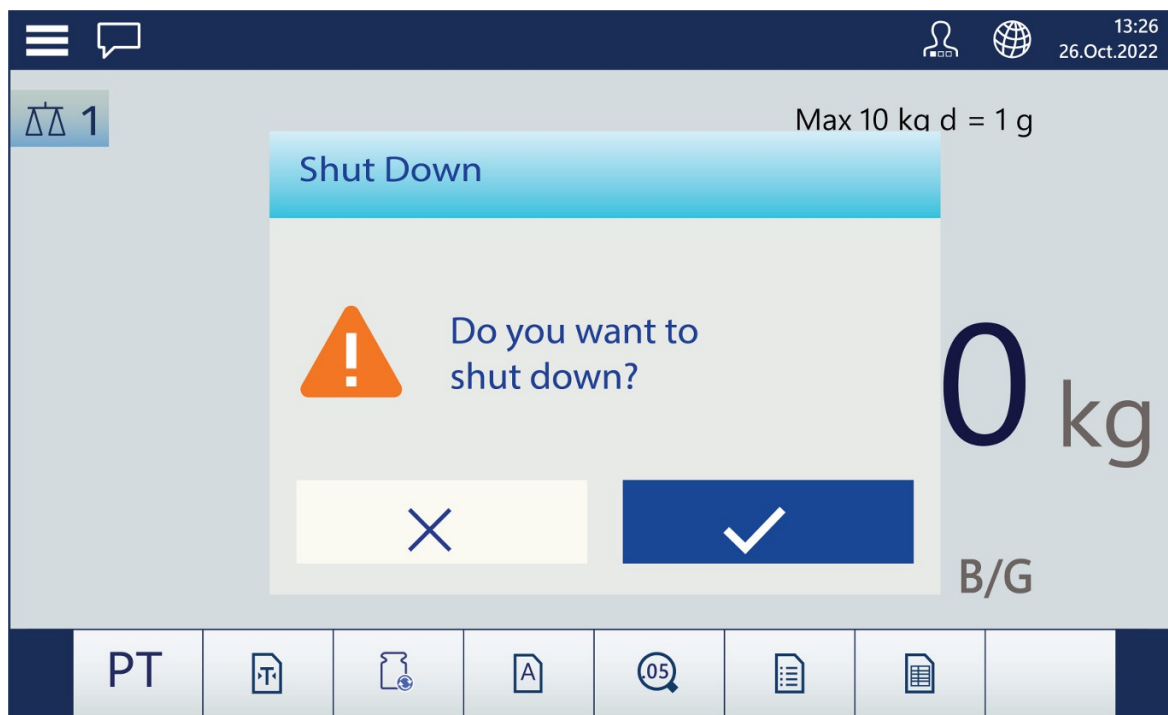 13:26
26.Oct.2022
1
Max 10 kg d = 1 g
Shut Down
Do you want to
shut down?
0 kg
B/G
PT
T
A
.05